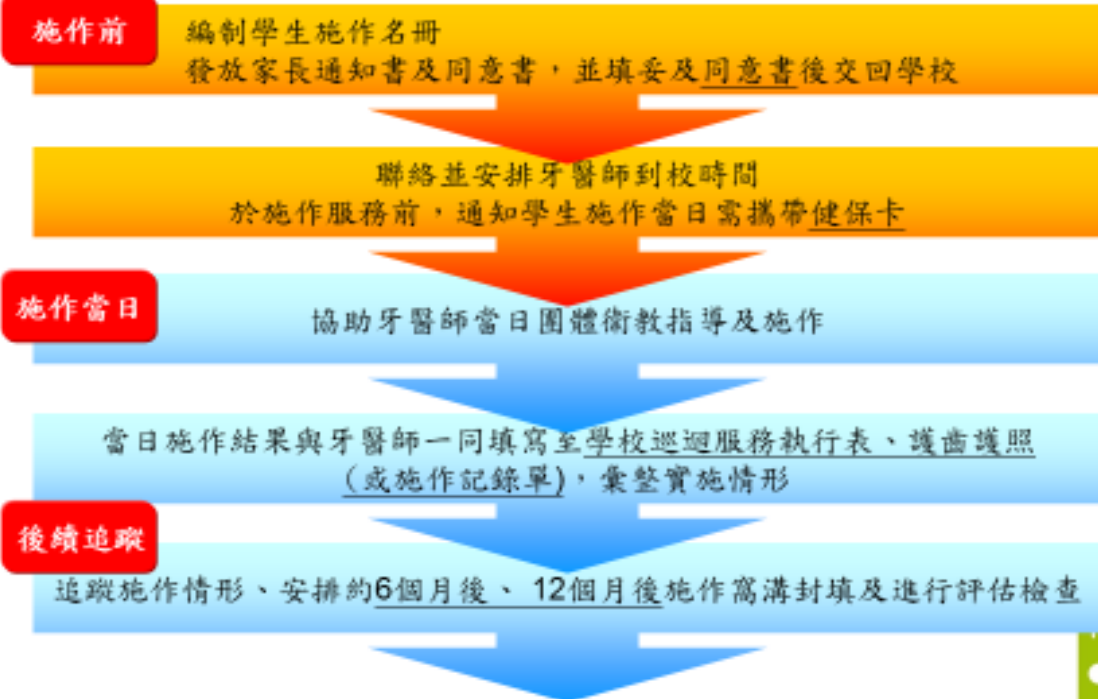 施作前
編制學生施作名冊
發放家長通知書及同意書，並填妥及同意書後交回學校
聯絡並安排牙醫師到校時間
於施作服務前，通知學生施作當日需攜帶健保卡
施作當日
協助牙醫師當日團體衛教指導及施作
當日施作結果與牙醫師一同填寫至學校巡迴服務執行表、護齒護照
(或施作記錄單)，彙整實施情形
後續追蹤
追蹤施作情形、安排約6個月後、 12個月後施作窩溝封填及進行評估檢查